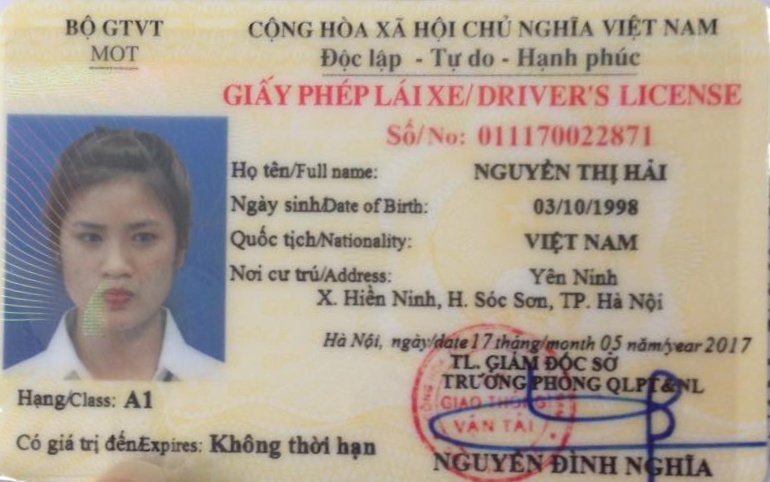 BỘ GTVT
MOT
CỘNG HÒA XÃ HỘI CHỦ NGHĨA VIỆT NAM
Độc lập - Tự do - Hạnh phúc
GIẤY PHÉP LÁI XE/DRIVER'S LICENSE
Số/No: 011170022871
Họ tên/Full name: NGUYỄN THỊ HẢI
Ngày sinh/Date of Birth: 03/10/1998
Quốc tịch/Nationality: VIỆT NAM
Nơi cư trú/Address: Yên Ninh
X. Hiền Ninh, H. Sóc Sơn, TP. Hà Nội
Hà Nội, ngày/date 17 tháng/month 05 năm/year 2017
TL. GIÁM ĐỐC SỞ
TRƯỞNG PHÒNG QLPT&NL
GIAO THÔNG
VẬN TẢI
NGUYỄN ĐÌNH NGHĨA
Hạng/Class: A1
Có giá trị đến/Expires: Không thời hạn